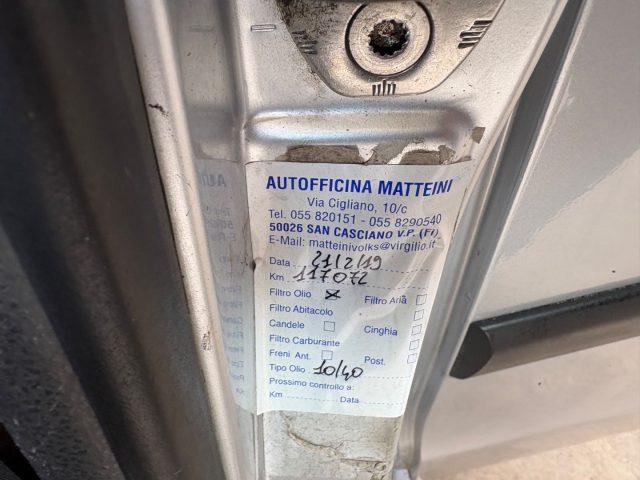 AUTOFFICINA MATTEINI
Via Cigliano, 10/c
Tel. 055 820151 - 055 8290540
50026 SAN CASCIANO V.P. (FI)
E-Mail: matteinivolks@virgilio.it
Data 21/2/19
Km 117072
Filtro Olio X Filtro Aria
Filtro Abitacolo
Candele Cinghia
Filtro Carburante
Freni Ant. Post.
Tipo Olio 10/40
Prossimo controllo a:
Km Data